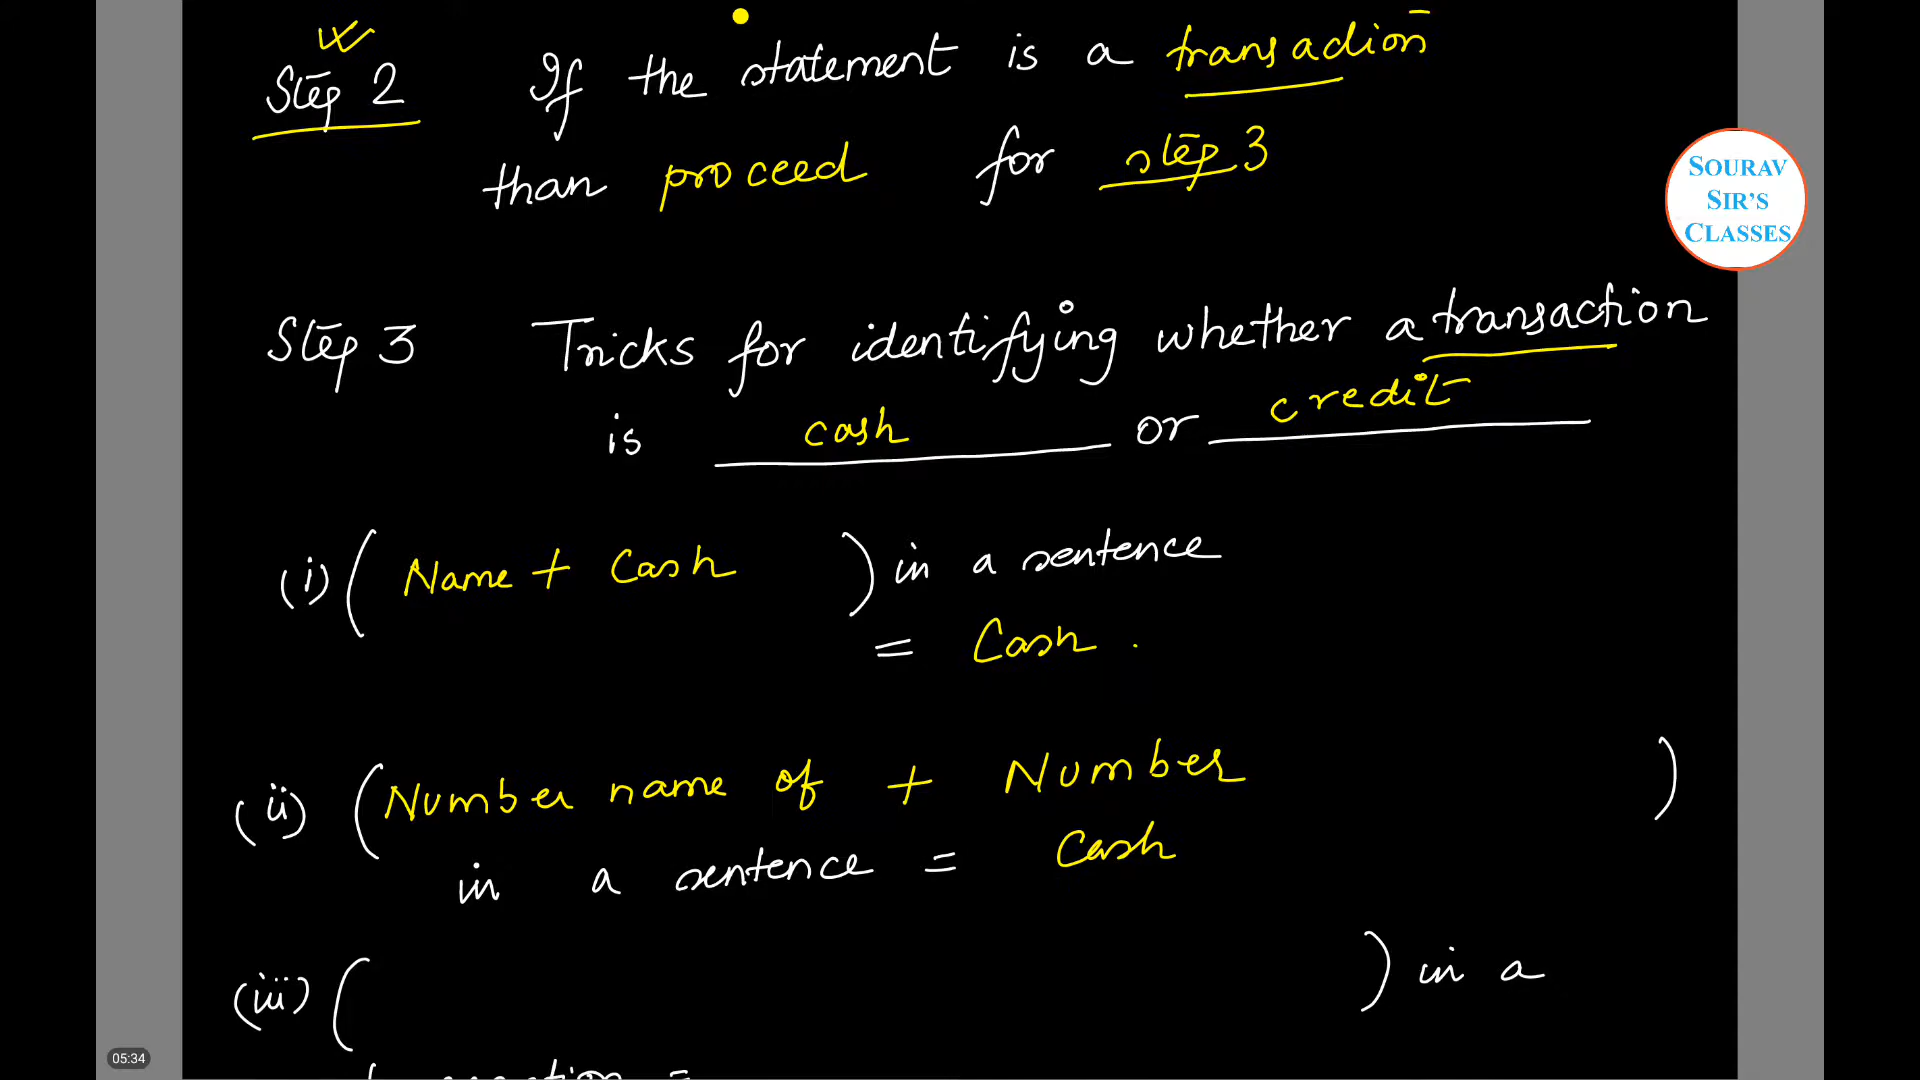 Step 2 If the statement is a transaction
than proceed for step 3
SOURAV
SIR'S
CLASSES
Step 3 Tricks for identifying whether a transaction
is cash or credit
(i) ( Name + Cash ) in a sentence
= Cash .
(ii) ( Number name of + Number )
in a sentence = Cash
(iii) ( ) in a
05:34